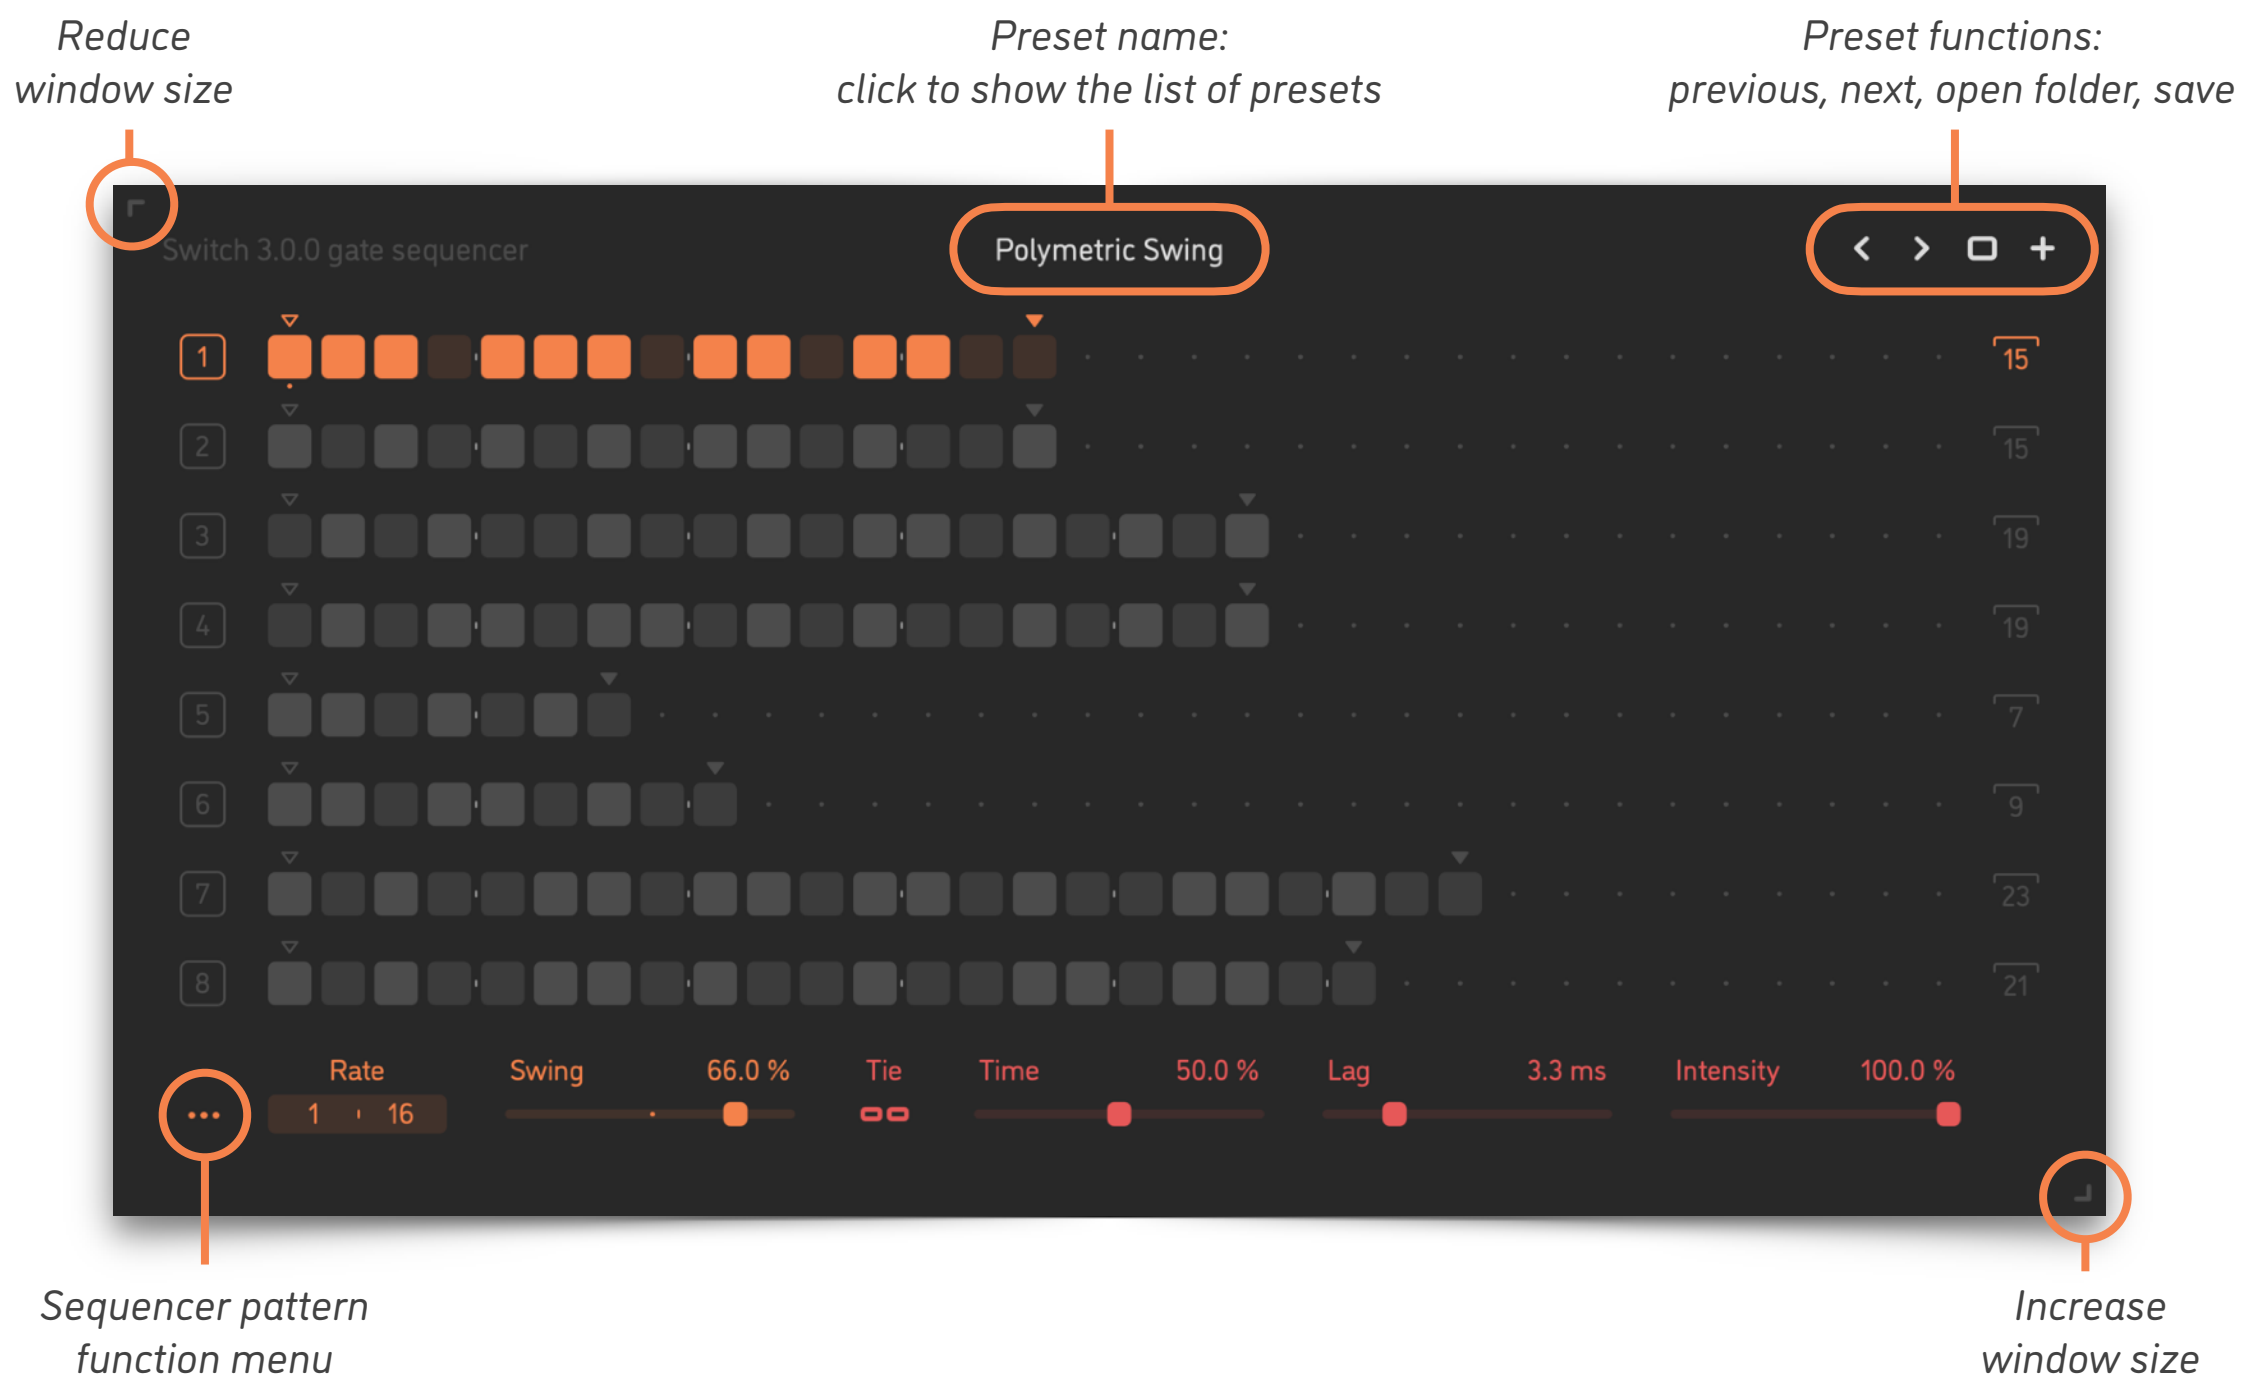 Reduce
window size
Preset name:
click to show the list of presets
Preset functions:
previous, next, open folder, save
Switch 3.0.0 gate sequencer
Polymetric Swing
1
15
2
15
3
19
4
19
5
7
6
9
7
23
8
21
Rate
Swing 66.0 %
Tie
Time 50.0 %
Lag 3.3 ms
Intensity 100.0 %
1 16
Sequencer pattern
function menu
Increase
window size